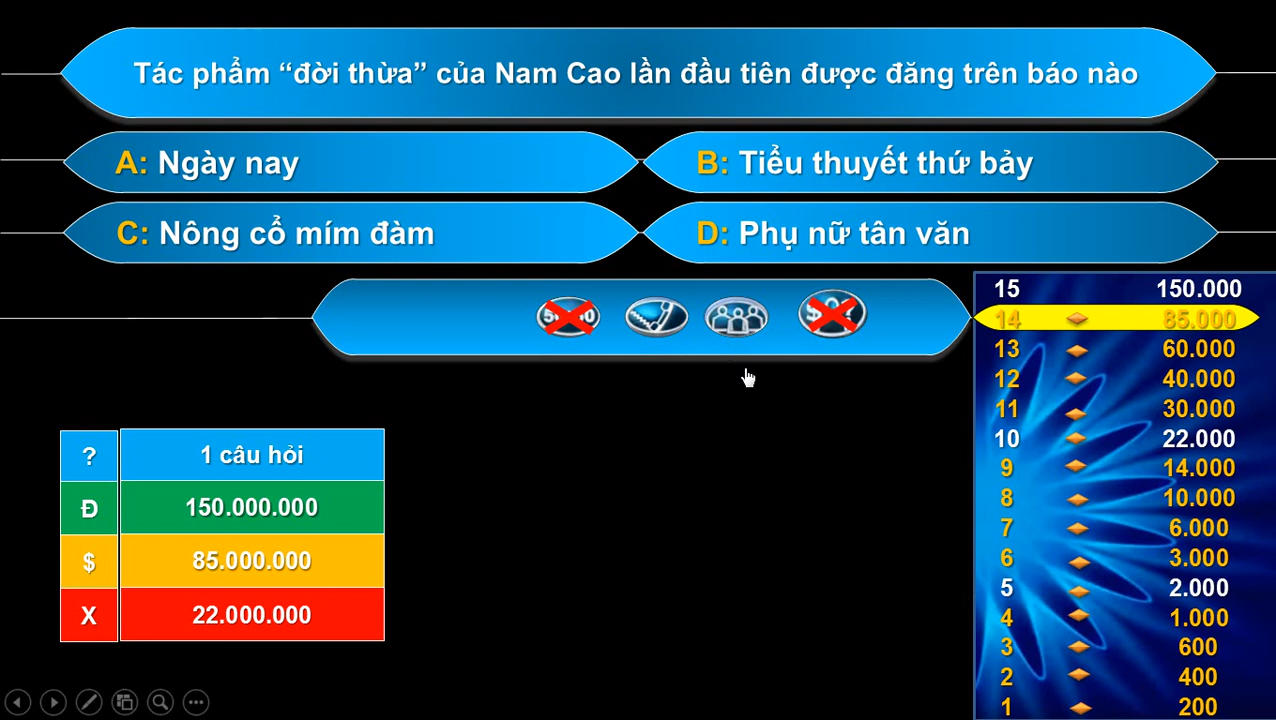 Tác phẩm “đời thừa” của Nam Cao lần đầu tiên được đăng trên báo nào
A: Ngày nay
B: Tiểu thuyết thứ bảy
C: Nông cổ mím đàm
D: Phụ nữ tân văn
15 150.000
14 85.000
13 60.000
12 40.000
11 30.000
10 22.000
9 14.000
8 10.000
7 6.000
6 3.000
5 2.000
4 1.000
3 600
2 400
1 200
? 1 câu hỏi
Đ 150.000.000
$ 85.000.000
X 22.000.000